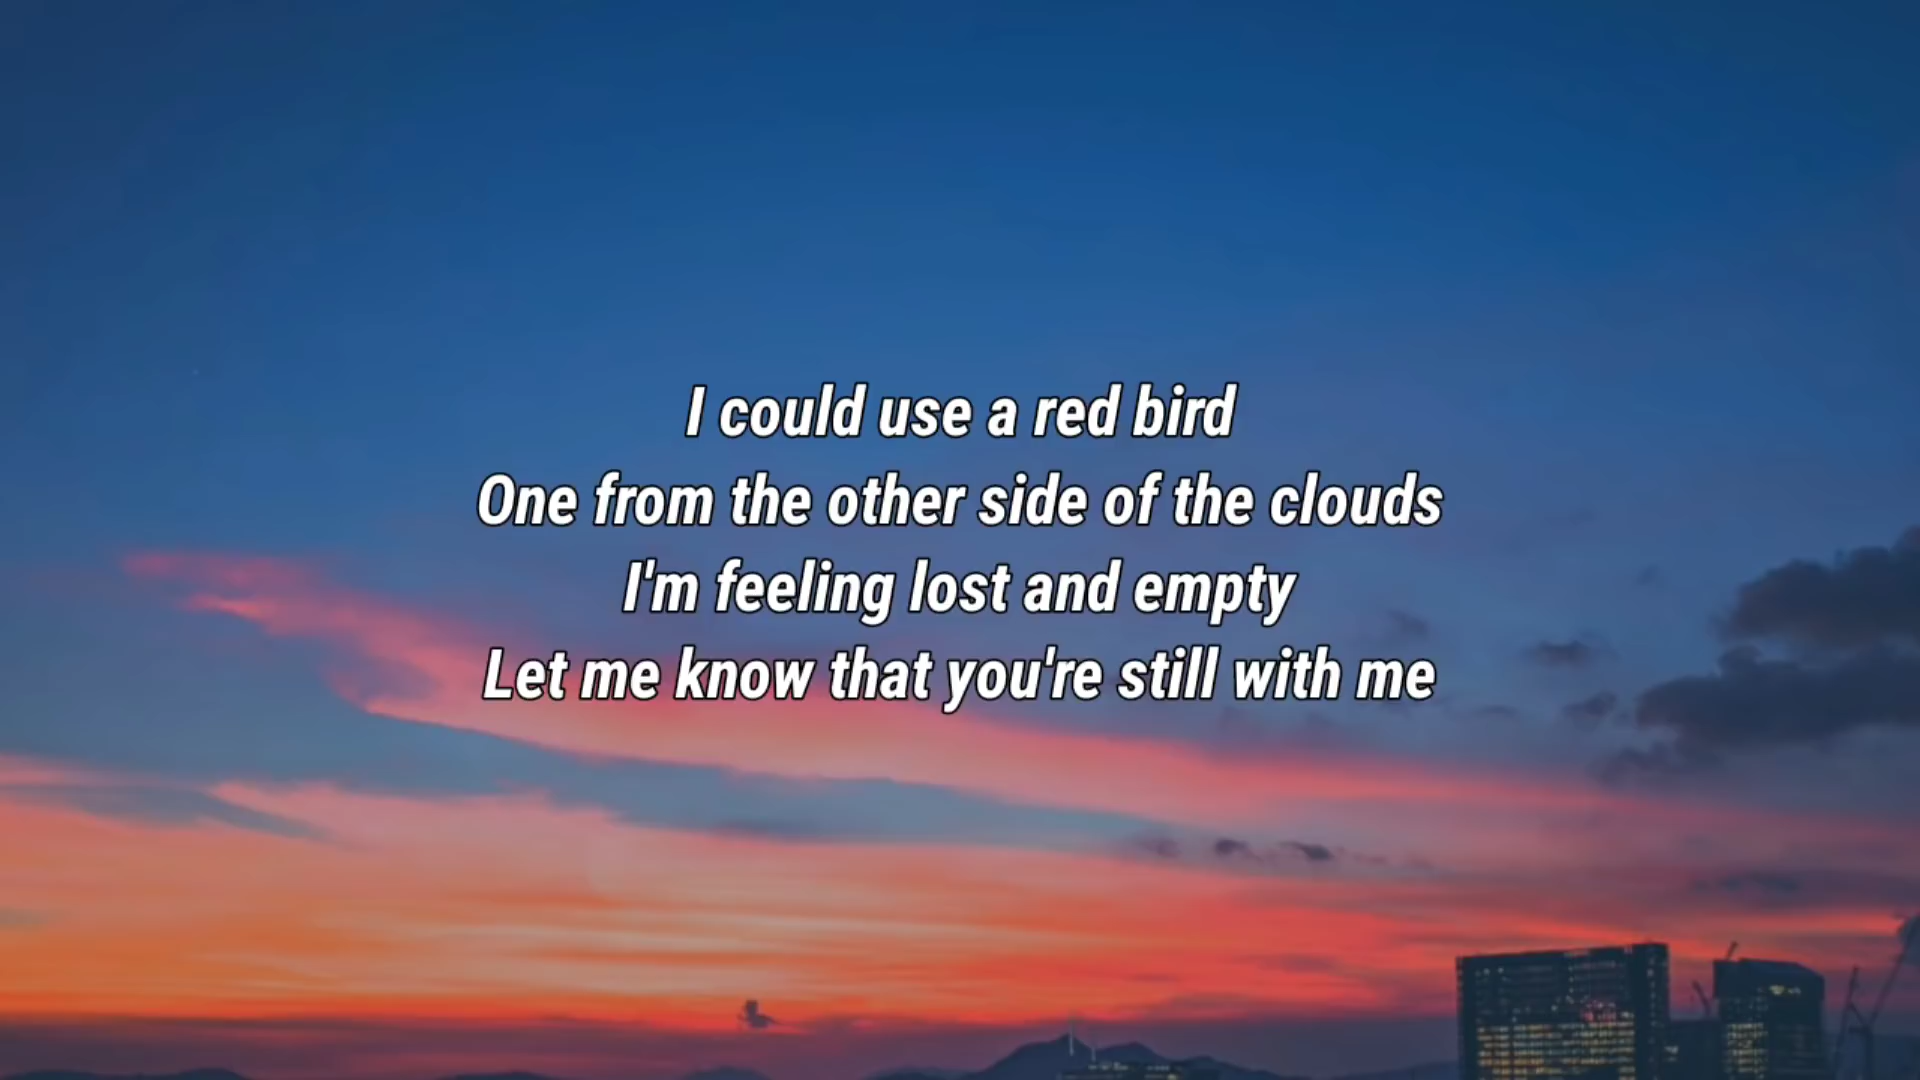 I could use a red bird
One from the other side of the clouds
I'm feeling lost and empty
Let me know that you're still with me